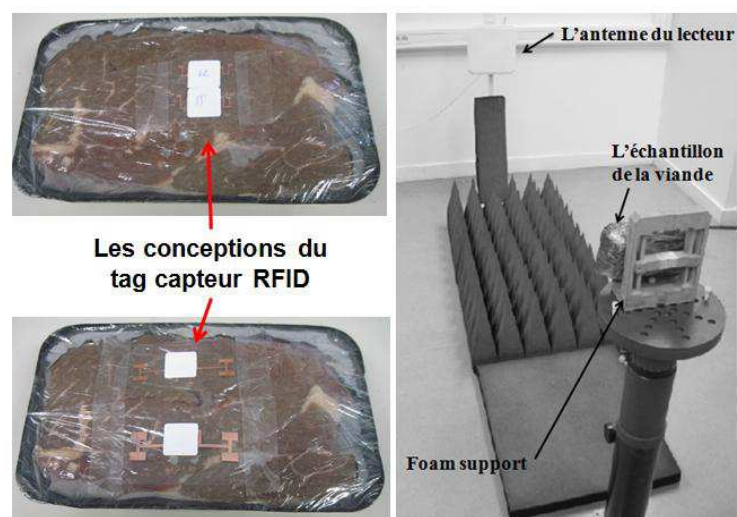 Les conceptions du
tag capteur RFID
L'antenne du lecteur
L'échantillon
de la viande
Foam support